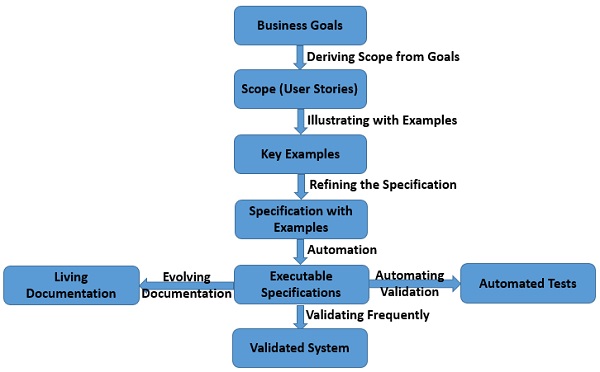 Business Goals
Deriving Scope from Goals
Scope (User Stories)
Illustrating with Examples
Key Examples
Refining the Specification
Specification with
Examples
Automation
Living
Documentation
Evolving
Documentation
Executable
Specifications
Automating
Validation
Automated Tests
Validating Frequently
Validated System